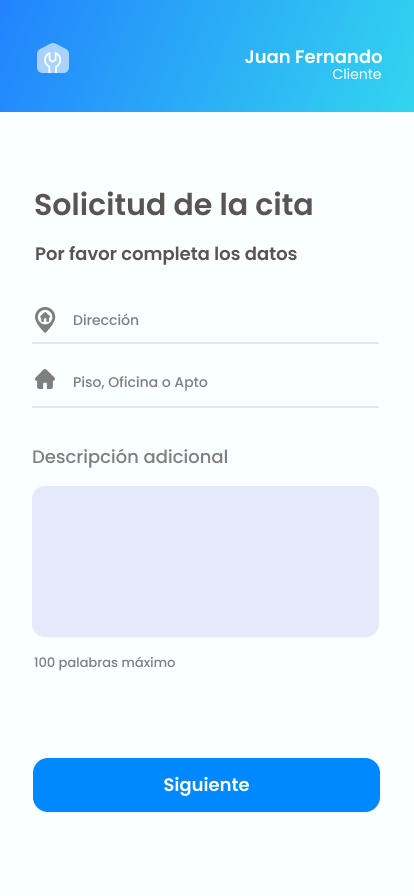 Juan Fernando
Cliente
Solicitud de la cita
Por favor completa los datos
Dirección
Piso, Oficina o Apto
Descripción adicional
100 palabras máximo
Siguiente